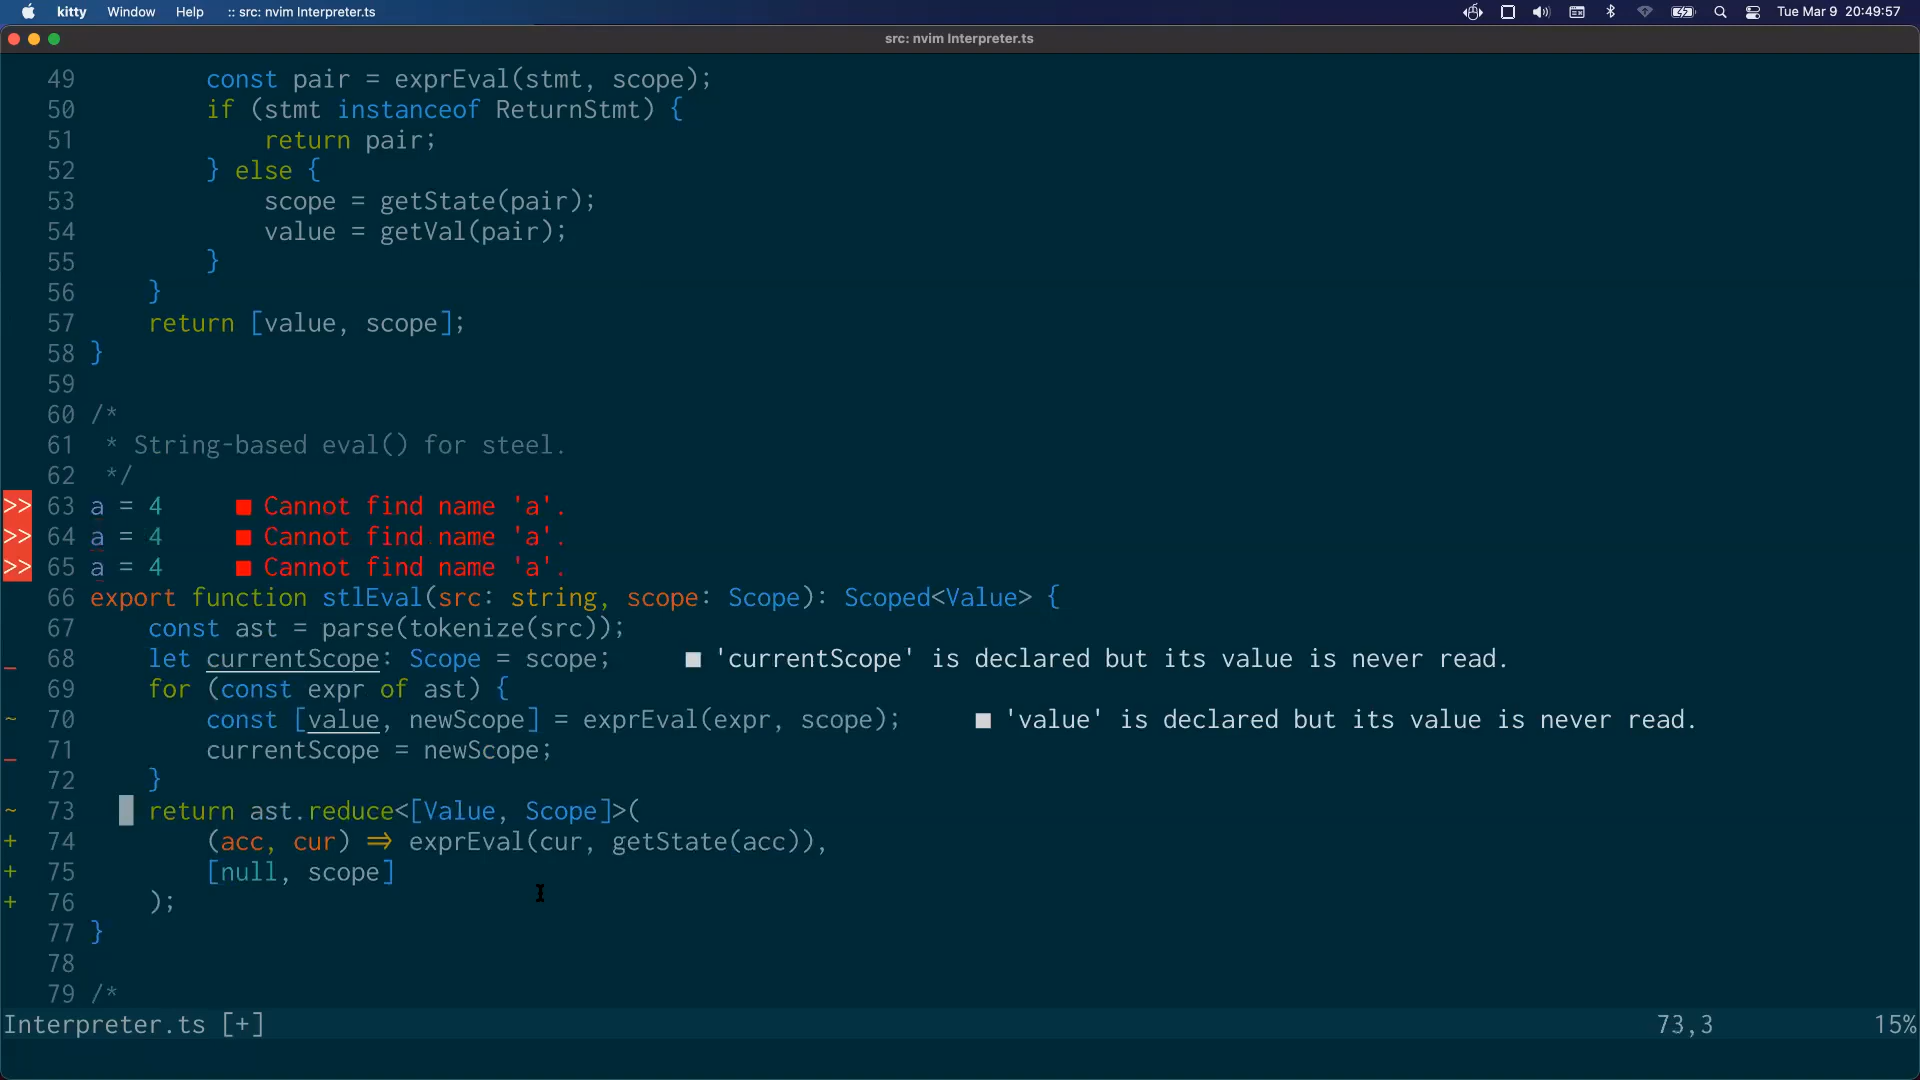 kitty Window Help :: src: nvim Interpreter.ts Tue Mar 9 20:49:57
src: nvim Interpreter.ts
49 const pair = exprEval(stmt, scope);
50 if (stmt instanceof ReturnStmt) {
51 return pair;
52 } else {
53 scope = getState(pair);
54 value = getVal(pair);
55 }
56 }
57 return [value, scope];
58 }
59
60 /*
61 * String-based eval() for steel.
62 */
>> 63 a = 4 ■ Cannot find name 'a'.
>> 64 a = 4 ■ Cannot find name 'a'.
>> 65 a = 4 ■ Cannot find name 'a'.
66 export function stlEval(src: string, scope: Scope): Scoped<Value> {
67 const ast = parse(tokenize(src));
_ 68 let currentScope: Scope = scope; ■ 'currentScope' is declared but its value is never read.
69 for (const expr of ast) {
~ 70 const [value, newScope] = exprEval(expr, scope); ■ 'value' is declared but its value is never read.
_ 71 currentScope = newScope;
72 }
~ 73 return ast.reduce<[Value, Scope]>(
+ 74 (acc, cur) => exprEval(cur, getState(acc)),
+ 75 [null, scope]
+ 76 );
77 }
78
79 /*
Interpreter.ts [+] 73,3 15%